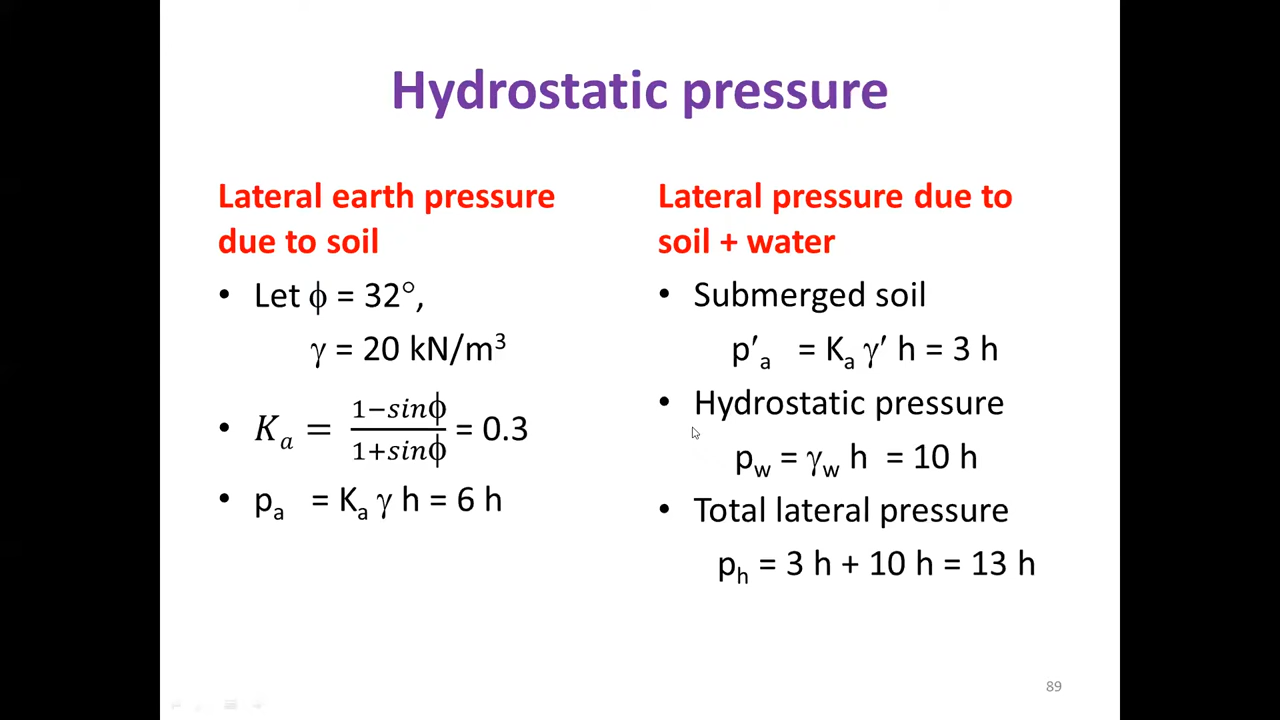 Hydrostatic pressure
Lateral earth pressure
due to soil
• Let ϕ = 32°,
γ = 20 kN/m³
• Kₐ = (1−sinϕ)/(1+sinϕ) = 0.3
• pₐ = Kₐ γ h = 6 h
Lateral pressure due to
soil + water
• Submerged soil
p′ₐ = Kₐ γ′ h = 3 h
• Hydrostatic pressure
p_w = γ_w h = 10 h
• Total lateral pressure
pₕ = 3 h + 10 h = 13 h
89